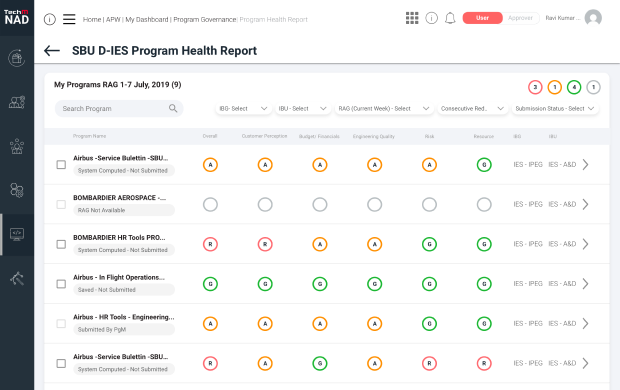 Tech M
NAD
Home | APW | My Dashboard | Program Governance| Program Health Report
User
Approver
Ravi Kumar...
SBU D-IES Program Health Report
My Programs RAG 1-7 July, 2019 (9)
3 1 4 1
Search Program
IBG- Select
IBU - Select
RAG (Current Week) - Select
Consecutive Red..
Submission Status - Select
Program Name Overall Customer Perception Budget/ Financials Engineering Quality Risk Resource IBG IBU
Airbus -Service Bulettin -SBU...
System Computed - Not Submitted
A A A A A G IES - IPEG IES - A&D
BOMBARDIER AEROSPACE -...
RAG Not Available
IES - IPEG IES - A&D
BOMBARDIER HR Tools PRO...
System Computed - Not Submitted
R R A A G G IES - IPEG IES - A&D
Airbus - In Flight Operations...
Saved - Not Submitted
G G G G G G IES - IPEG IES - A&D
Airbus - HR Tools - Engineering...
Submitted By PgM
A A A A G G IES - IPEG IES - A&D
Airbus -Service Bulettin -SBU...
System Computed - Not Submitted
R A G A R R IES - IPEG IES - A&D